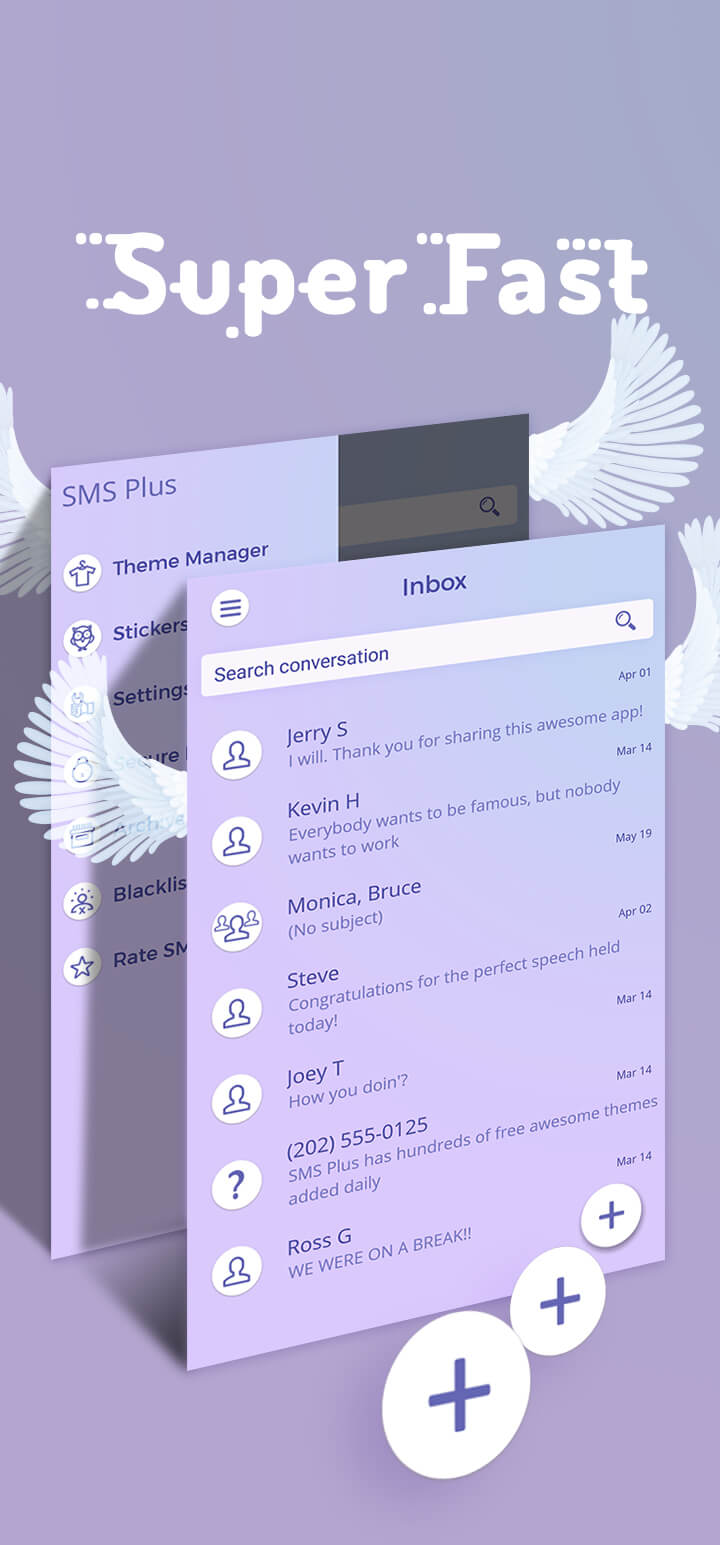 Super Fast
SMS Plus
Theme Manager
Stickers
Settings
Secure
Archive
Blacklis
Rate SM
Inbox
Search conversation
Apr 01
Jerry S
I will. Thank you for sharing this awesome app!
Mar 14
Kevin H
Everybody wants to be famous, but nobody
wants to work
May 19
Monica, Bruce
(No subject)
Apr 02
Steve
Congratulations for the perfect speech held
today!
Mar 14
Joey T
How you doin'?
Mar 14
(202) 555-0125
SMS Plus has hundreds of free awesome themes
added daily
Mar 14
Ross G
WE WERE ON A BREAK!!